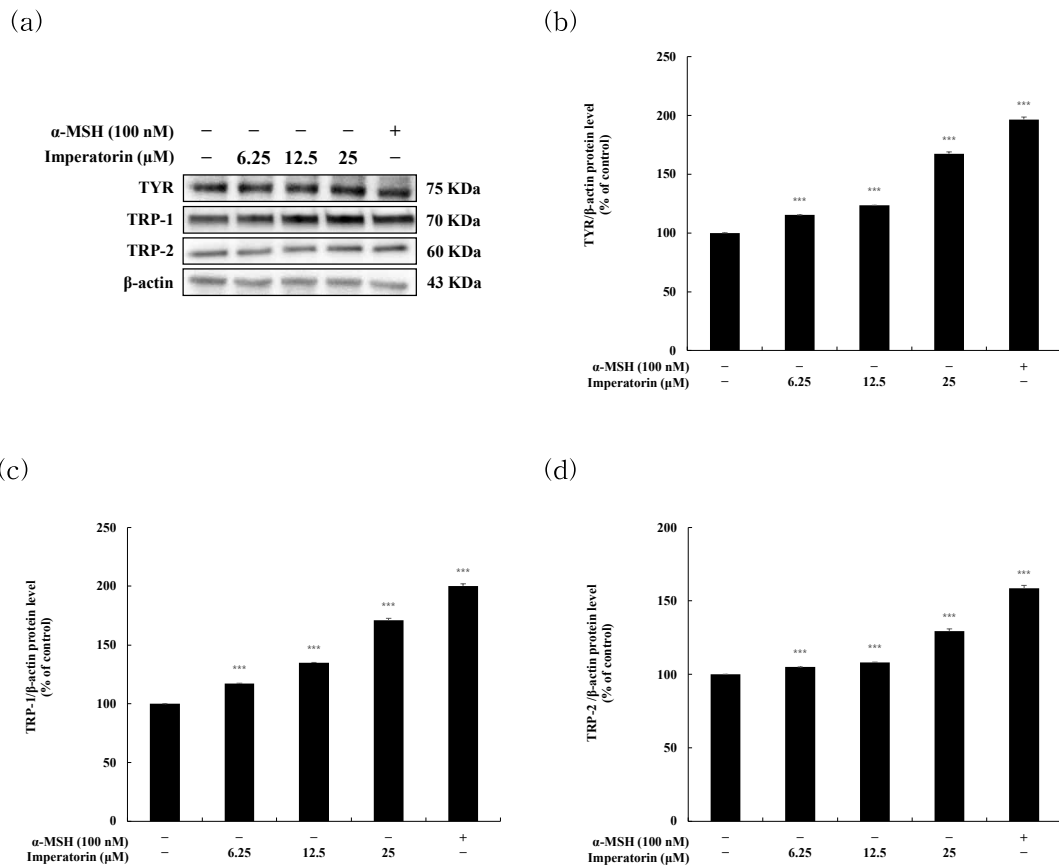 (a)
α-MSH (100 nM) – – – – +
Imperatorin (μM) – 6.25 12.5 25 –
TYR 75 KDa
TRP-1 70 KDa
TRP-2 60 KDa
β-actin 43 KDa
(b)
TYR/β-actin protein level
(% of control)
250
200
150
100
50
0
***
***
***
***
α-MSH (100 nM) – – – – +
Imperatorin (μM) – 6.25 12.5 25 –
(c)
TRP-1/β-actin protein level
(% of control)
250
200
150
100
50
0
***
***
***
***
α-MSH (100 nM) – – – – +
Imperatorin (μM) – 6.25 12.5 25 –
(d)
TRP-2 /β-actin protein level
(% of control)
200
150
100
50
0
***
***
***
***
α-MSH (100 nM) – – – – +
Imperatorin (μM) – 6.25 12.5 25 –